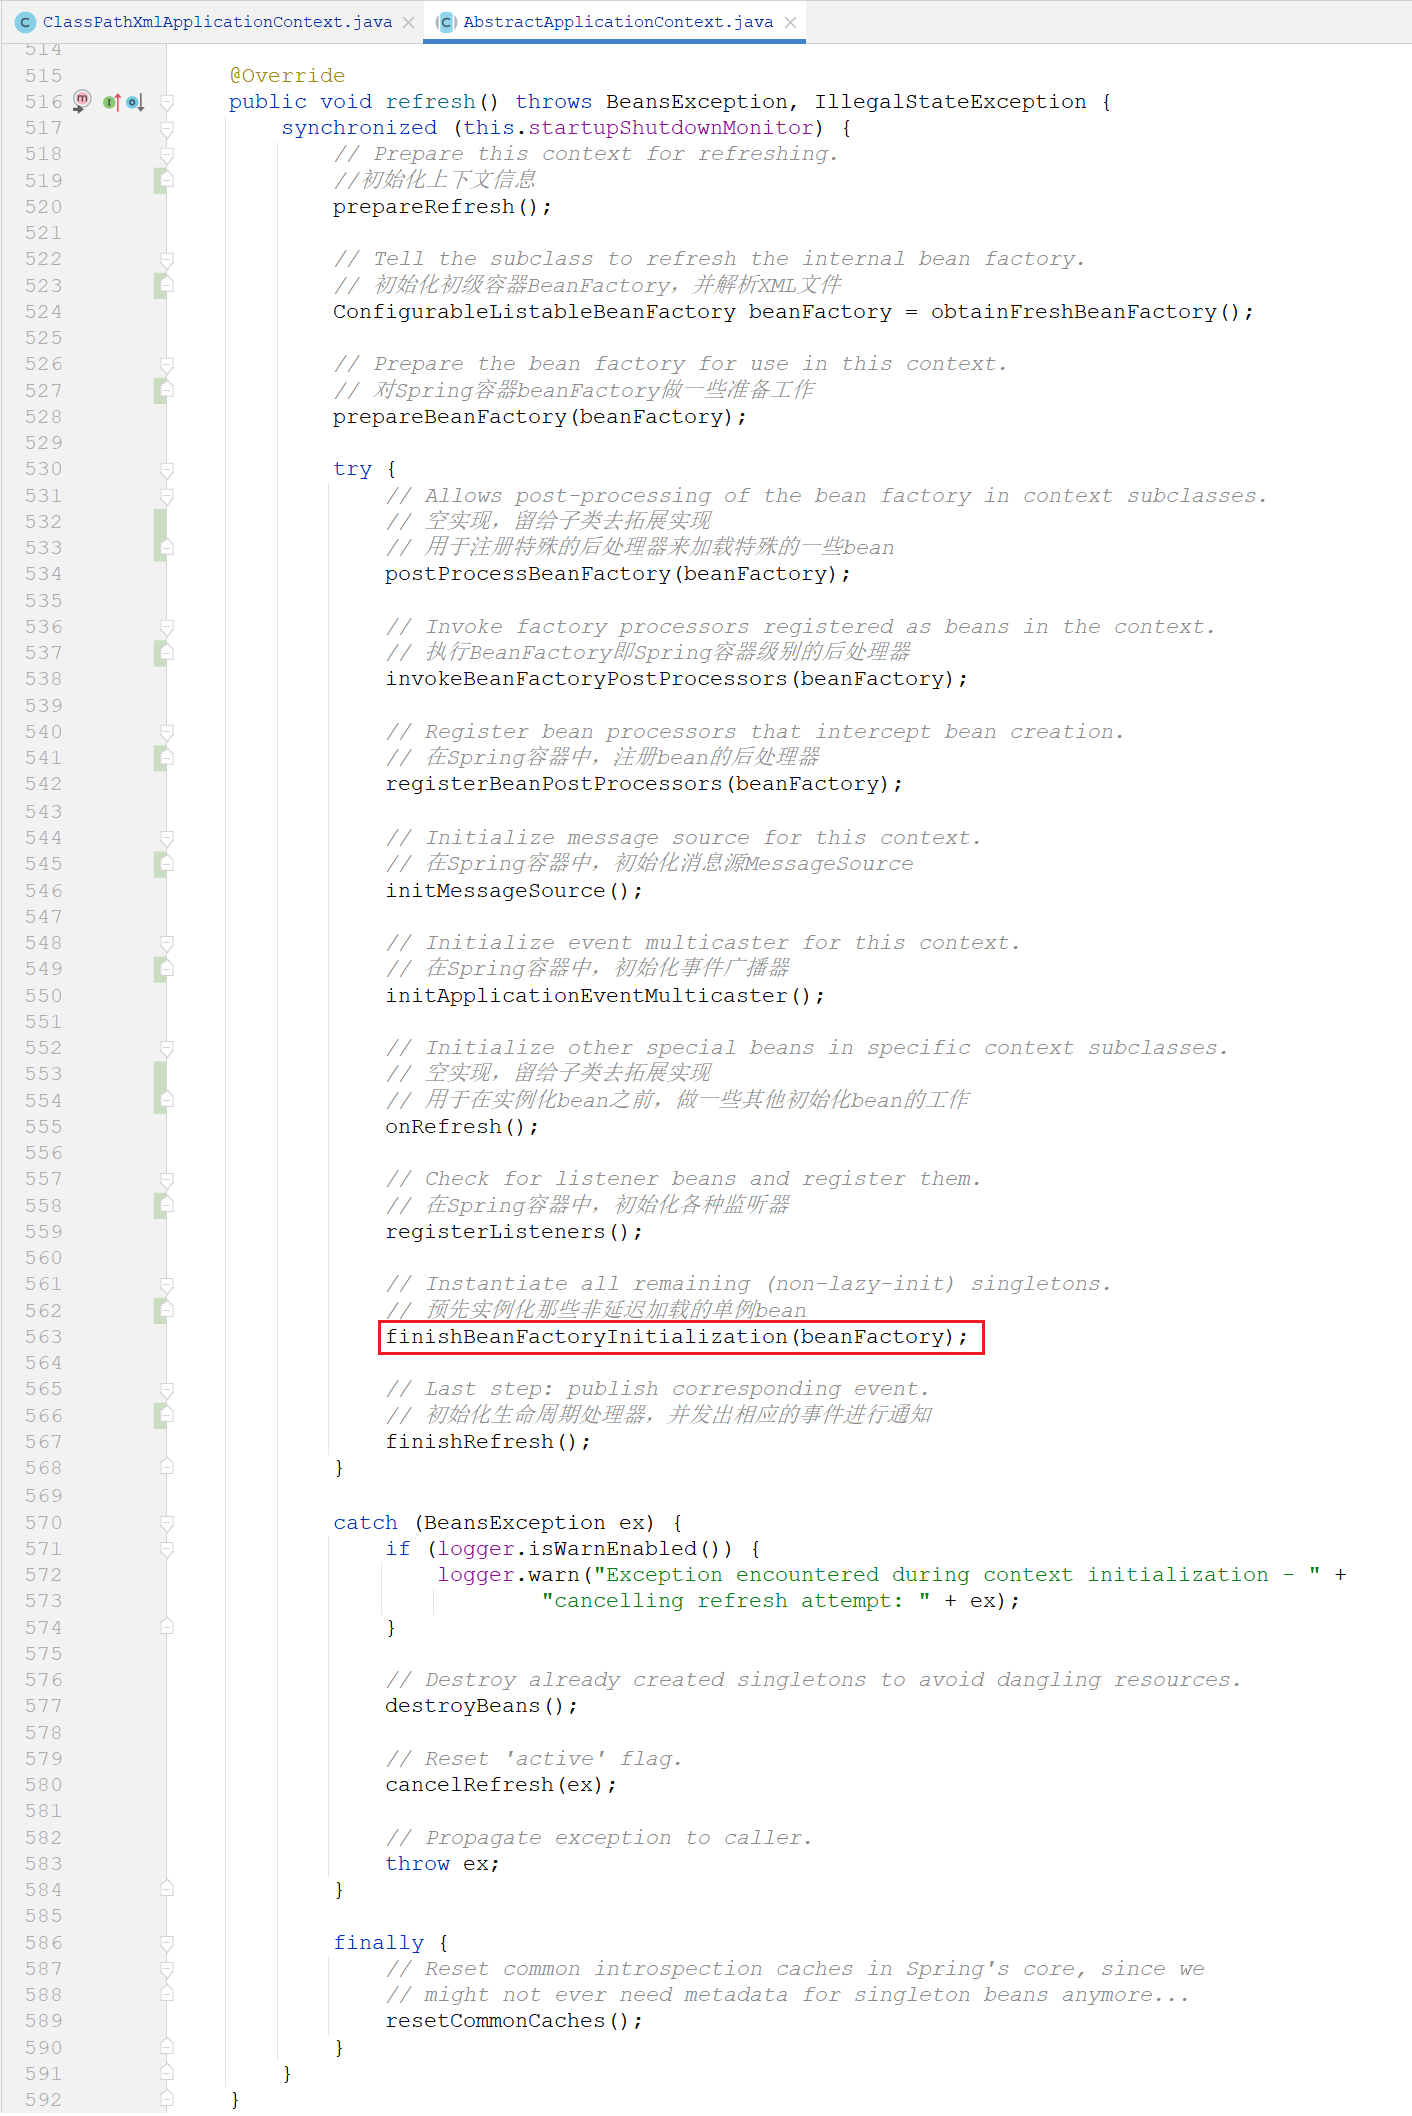 ClassPathXmlApplicationContext.java AbstractApplicationContext.java
514
515 @Override
516 public void refresh() throws BeansException, IllegalStateException {
517 synchronized (this.startupShutdownMonitor) {
518 // Prepare this context for refreshing.
519 //初始化上下文信息
520 prepareRefresh();
521
522 // Tell the subclass to refresh the internal bean factory.
523 // 初始化初级容器BeanFactory，并解析XML文件
524 ConfigurableListableBeanFactory beanFactory = obtainFreshBeanFactory();
525
526 // Prepare the bean factory for use in this context.
527 // 对Spring容器beanFactory做一些准备工作
528 prepareBeanFactory(beanFactory);
529
530 try {
531 // Allows post-processing of the bean factory in context subclasses.
532 // 空实现，留给子类去拓展实现
533 // 用于注册特殊的后处理器来加载特殊的一些bean
534 postProcessBeanFactory(beanFactory);
535
536 // Invoke factory processors registered as beans in the context.
537 // 执行BeanFactory即Spring容器级别的后处理器
538 invokeBeanFactoryPostProcessors(beanFactory);
539
540 // Register bean processors that intercept bean creation.
541 // 在Spring容器中，注册bean的后处理器
542 registerBeanPostProcessors(beanFactory);
543
544 // Initialize message source for this context.
545 // 在Spring容器中，初始化消息源MessageSource
546 initMessageSource();
547
548 // Initialize event multicaster for this context.
549 // 在Spring容器中，初始化事件广播器
550 initApplicationEventMulticaster();
551
552 // Initialize other special beans in specific context subclasses.
553 // 空实现，留给子类去拓展实现
554 // 用于在实例化bean之前，做一些其他初始化bean的工作
555 onRefresh();
556
557 // Check for listener beans and register them.
558 // 在Spring容器中，初始化各种监听器
559 registerListeners();
560
561 // Instantiate all remaining (non-lazy-init) singletons.
562 // 预先实例化那些非延迟加载的单例bean
563 finishBeanFactoryInitialization(beanFactory);
564
565 // Last step: publish corresponding event.
566 // 初始化生命周期处理器，并发出相应的事件进行通知
567 finishRefresh();
568 }
569
570 catch (BeansException ex) {
571 if (logger.isWarnEnabled()) {
572 logger.warn("Exception encountered during context initialization - " +
573 "cancelling refresh attempt: " + ex);
574 }
575
576 // Destroy already created singletons to avoid dangling resources.
577 destroyBeans();
578
579 // Reset 'active' flag.
580 cancelRefresh(ex);
581
582 // Propagate exception to caller.
583 throw ex;
584 }
585
586 finally {
587 // Reset common introspection caches in Spring's core, since we
588 // might not ever need metadata for singleton beans anymore...
589 resetCommonCaches();
590 }
591 }
592 }